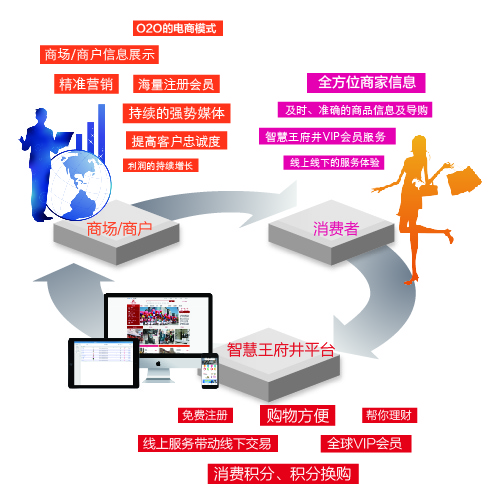 O2O的电商模式
商场/商户信息展示
精准营销
海量注册会员
持续的强势媒体
提高客户忠诚度
利润的持续增长
全方位商家信息
及时、准确的商品信息及导购
智慧王府井VIP会员服务
线上线下的服务体验
商场/商户
消费者
智慧王府井平台
免费注册
购物方便
帮你理财
线上服务带动线下交易
全球VIP会员
消费积分、积分换购